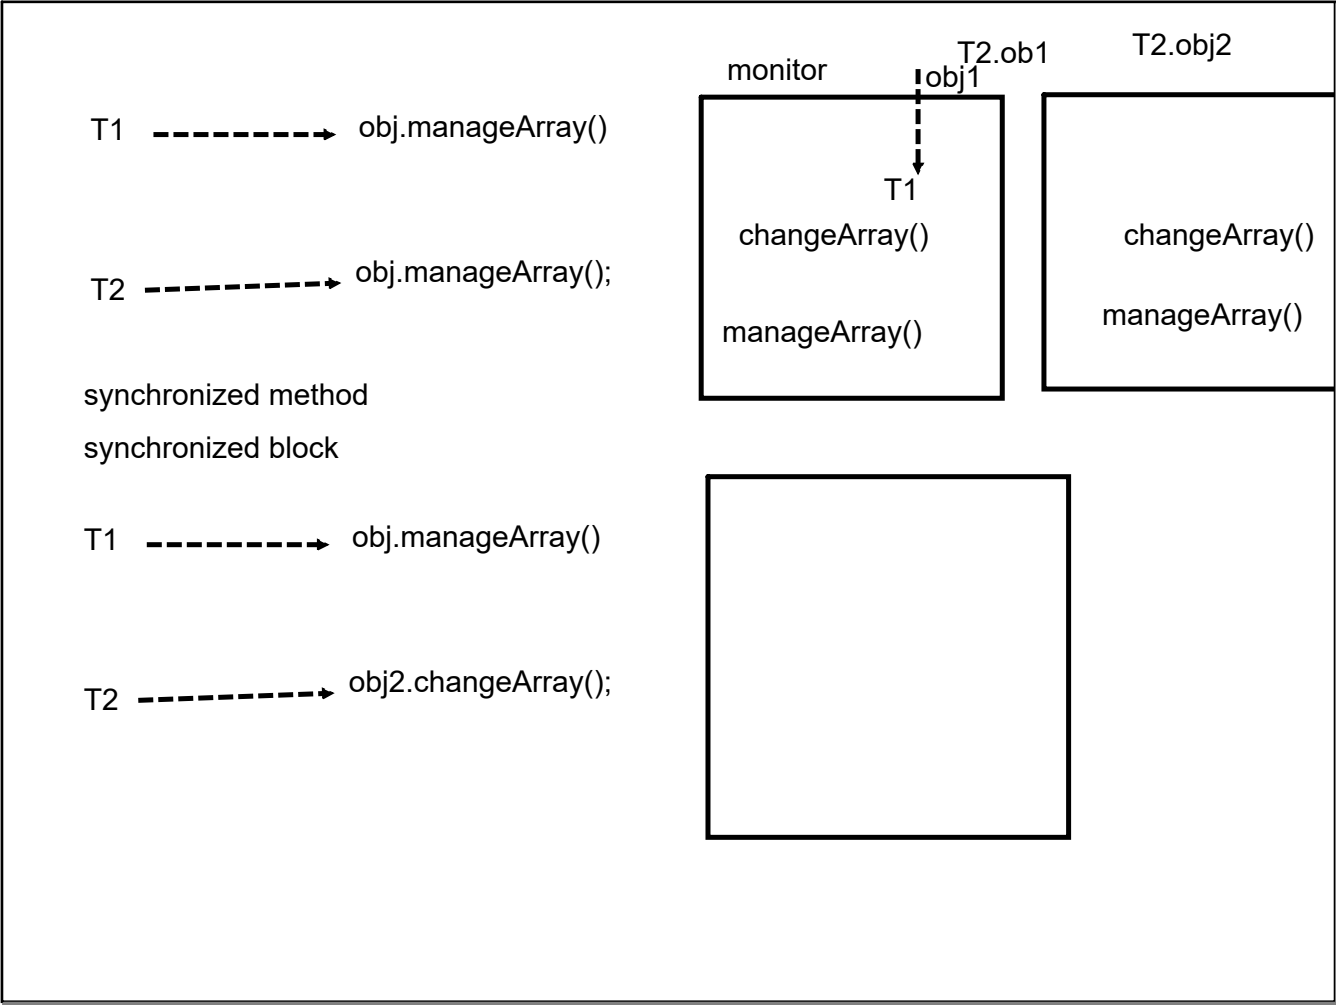 T1
obj.manageArray()
T2
obj.manageArray();
synchronized method
synchronized block
T1
obj.manageArray()
T2
obj2.changeArray();
monitor
T2.ob1
obj1
T1
changeArray()
manageArray()
T2.obj2
changeArray()
manageArray()